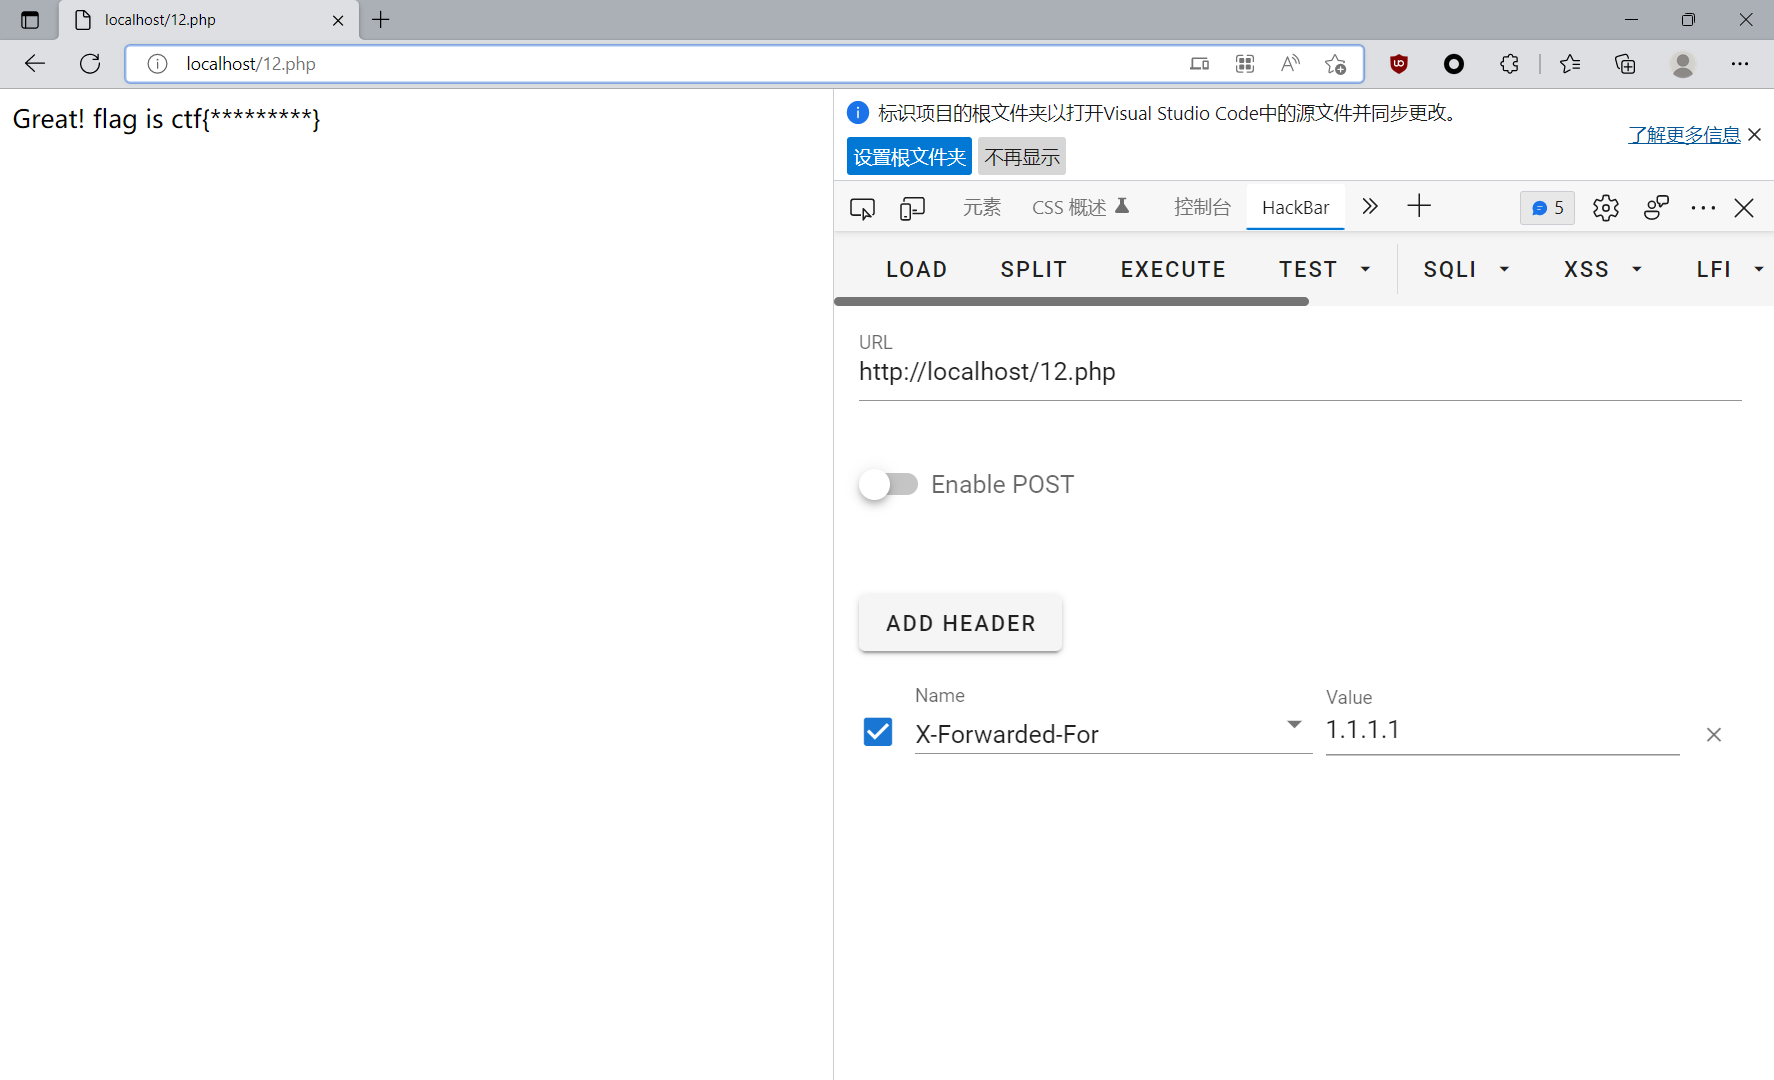 localhost/12.php
localhost/12.php
Great! flag is ctf{*********}
标识项目的根文件夹以打开Visual Studio Code中的源文件并同步更改。
了解更多信息
设置根文件夹 不再显示
元素 CSS 概述 控制台 HackBar 5
LOAD SPLIT EXECUTE TEST SQLI XSS LFI
URL
http://localhost/12.php
Enable POST
ADD HEADER
Name Value
X-Forwarded-For 1.1.1.1